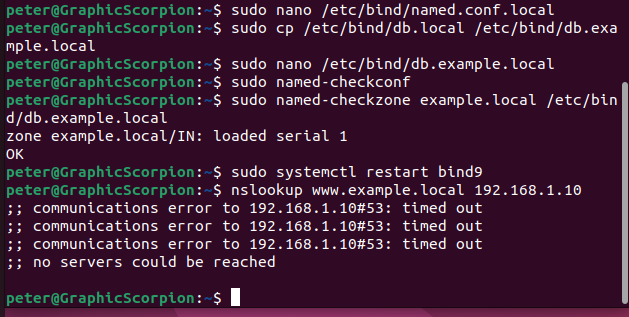 peter@GraphicScorpion:~$ sudo nano /etc/bind/named.conf.local
peter@GraphicScorpion:~$ sudo cp /etc/bind/db.local /etc/bind/db.exa
mple.local
peter@GraphicScorpion:~$ sudo nano /etc/bind/db.example.local
peter@GraphicScorpion:~$ sudo named-checkconf
peter@GraphicScorpion:~$ sudo named-checkzone example.local /etc/bin
d/db.example.local
zone example.local/IN: loaded serial 1
OK
peter@GraphicScorpion:~$ sudo systemctl restart bind9
peter@GraphicScorpion:~$ nslookup www.example.local 192.168.1.10
;; communications error to 192.168.1.10#53: timed out
;; communications error to 192.168.1.10#53: timed out
;; communications error to 192.168.1.10#53: timed out
;; no servers could be reached
peter@GraphicScorpion:~$